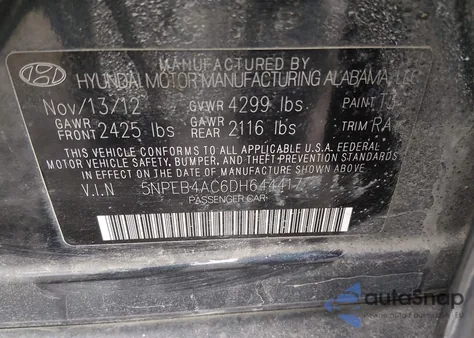 MANUFACTURED BY
HYUNDAI MOTOR MANUFACTURING ALABAMA, LLC
Nov/13/12 GVWR 4299 lbs PAINT
GAWR FRONT 2425 lbs GAWR REAR 2116 lbs TRIM RA
THIS VEHICLE CONFORMS TO ALL APPLICABLE U.S.A FEDERAL
MOTOR VEHICLE SAFETY, BUMPER, AND THEFT PREVENTION STANDARDS
IN EFFECT ON THE DATE OF MANUFACTURE SHOWN ABOVE.
V.I.N 5NPEB4AC6DH644417
PASSENGER CAR
autoSnap